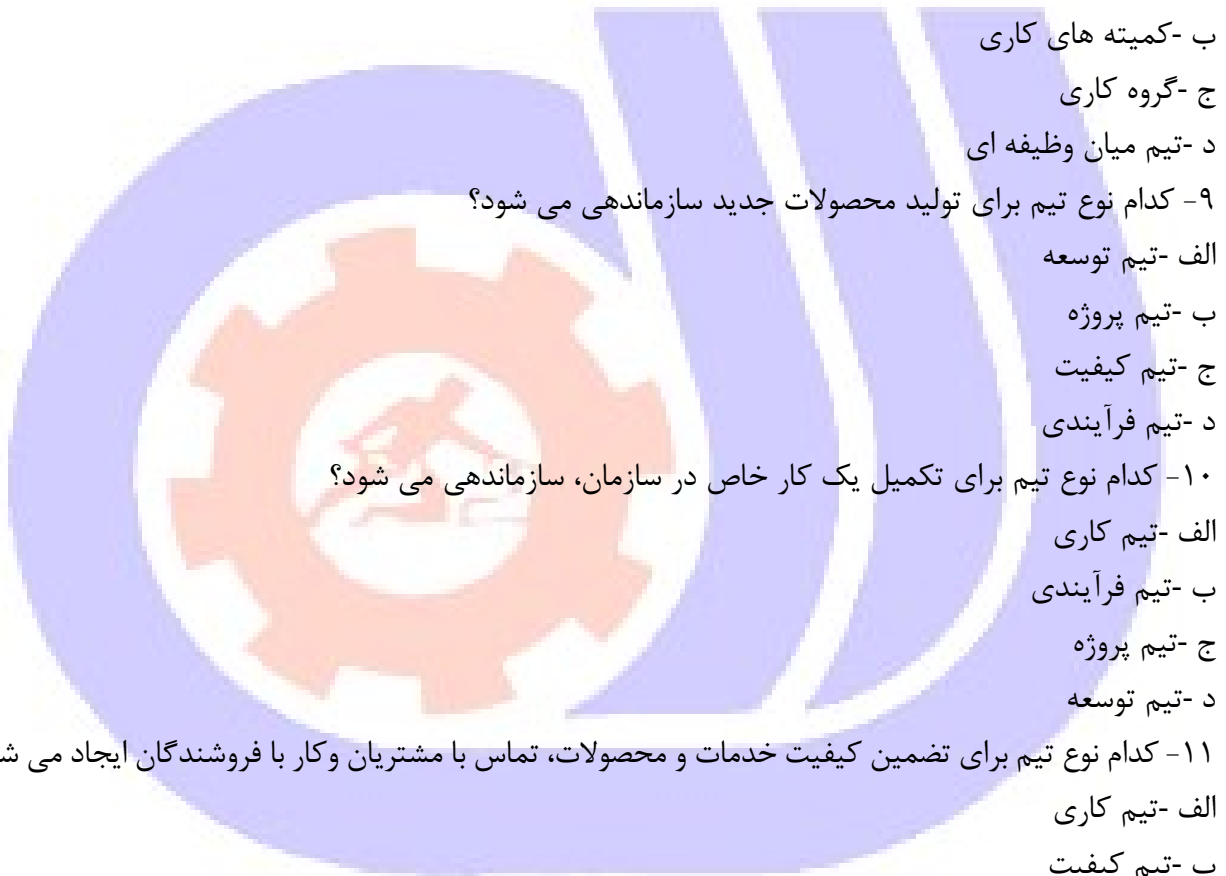 ب -کمیته های کاری
ج -گروه کاری
د -تیم میان وظیفه ای
۹- کدام نوع تیم برای تولید محصولات جدید سازماندهی می شود؟
الف -تیم توسعه
ب -تیم پروژه
ج -تیم کیفیت
د -تیم فرآیندی
۱۰- کدام نوع تیم برای تکمیل یک کار خاص در سازمان، سازماندهی می شود؟
الف -تیم کاری
ب -تیم فرآیندی
ج -تیم پروژه
د -تیم توسعه
۱۱- کدام نوع تیم برای تضمین کیفیت خدمات و محصولات، تماس با مشتریان وکار با فروشندگان ایجاد می ش
الف -تیم کاری
ب -تیم کیفیت